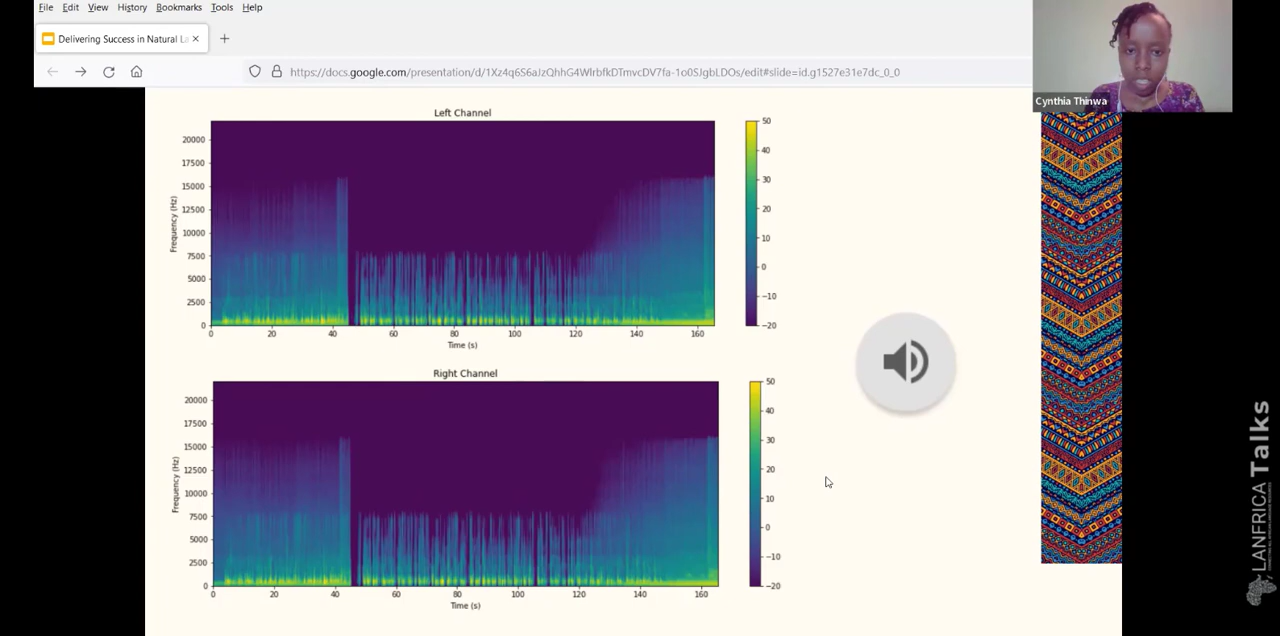 File Edit View History Bookmarks Tools Help
Delivering Success in Natural La
https://docs.google.com/presentation/d/1Xz4q6S6aJzQhhG4WlrbfkDTmvcDV7fa-1o0SJgbLDOs/edit#slide=id.g1527e31e7dc_0_0
Cynthia Thinwa
Left Channel
Frequency (Hz)
20000
17500
15000
12500
10000
7500
5000
2500
0
0 20 40 60 80 100 120 140 160
Time (s)
50
40
30
20
10
0
−10
−20
Right Channel
Frequency (Hz)
20000
17500
15000
12500
10000
7500
5000
2500
0
0 20 40 60 80 100 120 140 160
Time (s)
50
40
30
20
10
0
−10
−20
LANFRICA Talks